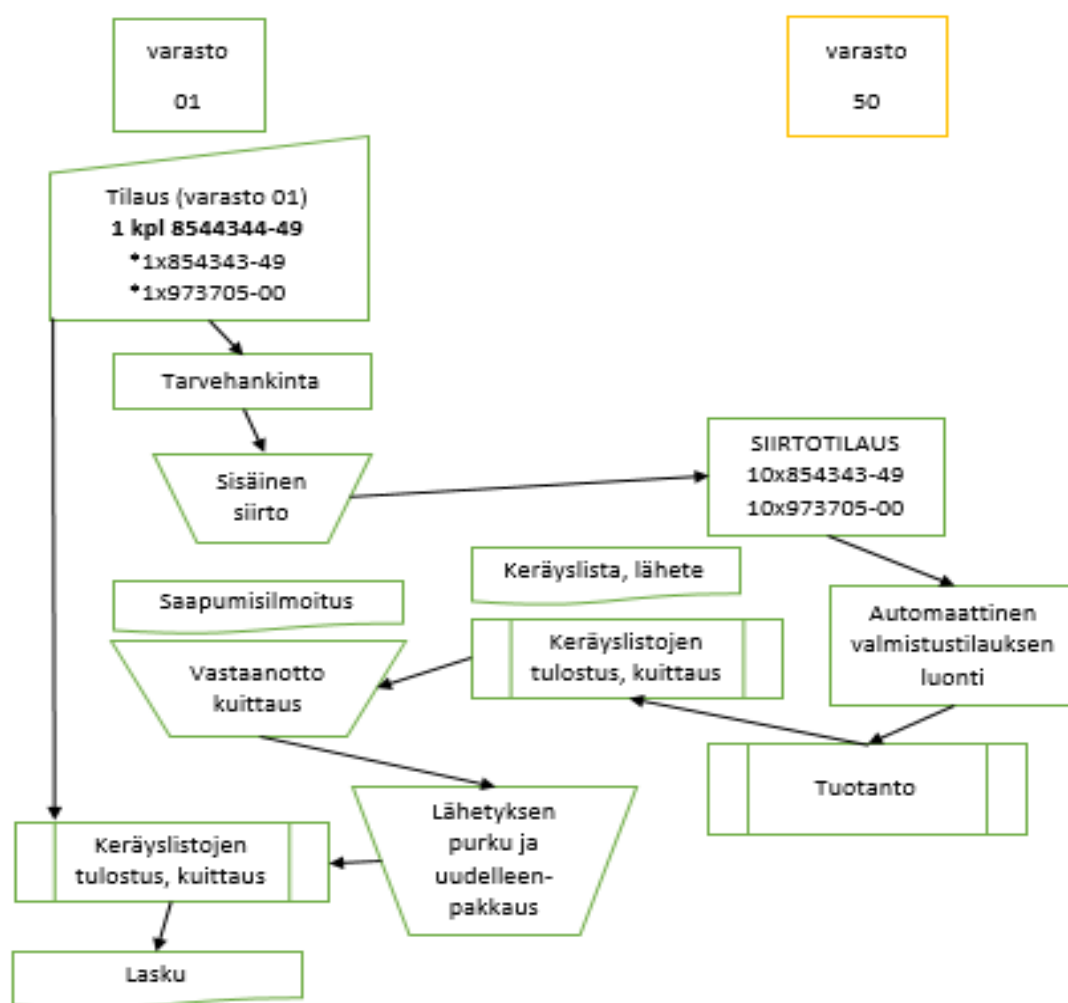 varasto
01
varasto
50
Tilaus (varasto 01)
1 kpl 8544344-49
*1x854343-49
*1x973705-00
Tarvehankinta
Sisäinen
siirto
SIIRTOTILAUS
10x854343-49
10x973705-00
Keräyslista, lähete
Saapumisilmoitus
Automaattinen
valmistustilauksen
luonti
Keräyslistojen
tulostus, kuittaus
Vastaanotto
kuittaus
Tuotanto
Lähetyksen
purku ja
uudelleen-
pakkaus
Keräyslistojen
tulostus, kuittaus
Lasku